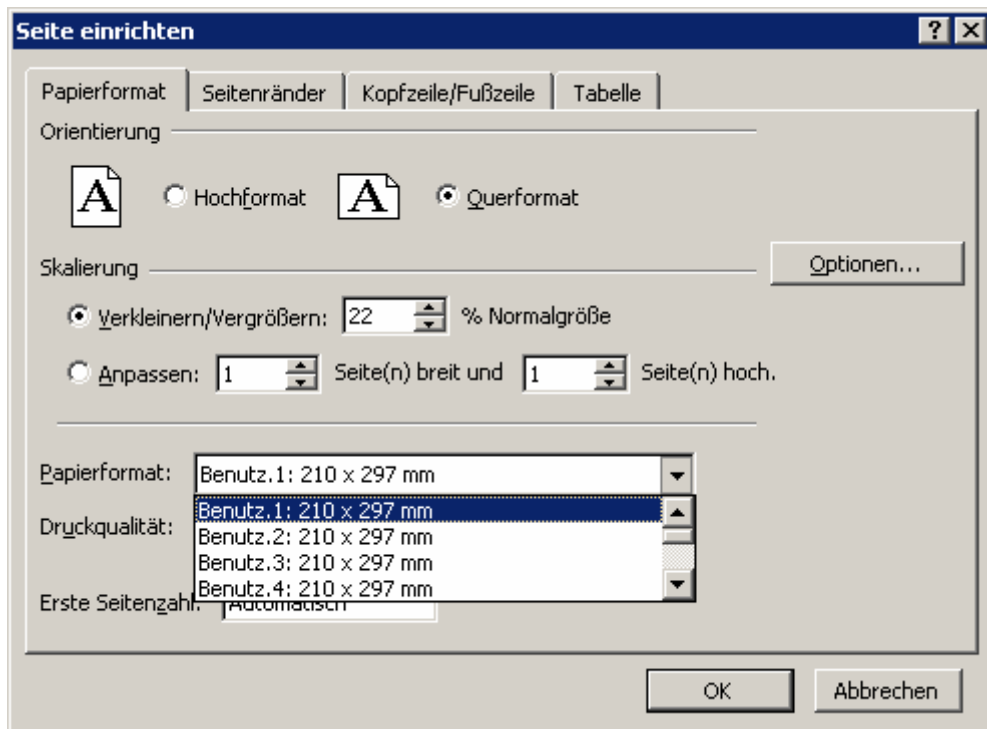 Seite einrichten
Papierformat Seitenränder Kopfzeile/Fußzeile Tabelle
Orientierung
A Hochformat A Querformat
Skalierung
Optionen...
Verkleinern/Vergrößern: 22 % Normalgröße
Anpassen: 1 Seite(n) breit und 1 Seite(n) hoch.
Papierformat: Benutz.1: 210 x 297 mm
Benutz.1: 210 x 297 mm
Druckqualität:
Benutz.2: 210 x 297 mm
Benutz.3: 210 x 297 mm
Benutz.4: 210 x 297 mm
Erste Seitenzahl: Automatisch
OK Abbrechen